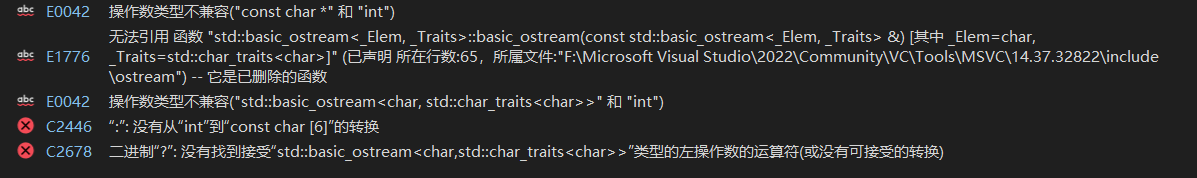 abc E0042 操作数类型不兼容("const char *" 和 "int")
无法引用 函数 "std::basic_ostream<_Elem, _Traits>::basic_ostream(const std::basic_ostream<_Elem, _Traits> &) [其中 _Elem=char,
abc E1776 _Traits=std::char_traits<char>]" (已声明 所在行数:65，所属文件:"F:\Microsoft Visual Studio\2022\Community\VC\Tools\MSVC\14.37.32822\include
\ostream") -- 它是已删除的函数
abc E0042 操作数类型不兼容("std::basic_ostream<char, std::char_traits<char>>" 和 "int")
C2446 “:”: 没有从“int”到“const char [6]”的转换
C2678 二进制“?”: 没有找到接受“std::basic_ostream<char,std::char_traits<char>>”类型的左操作数的运算符(或没有可接受的转换)